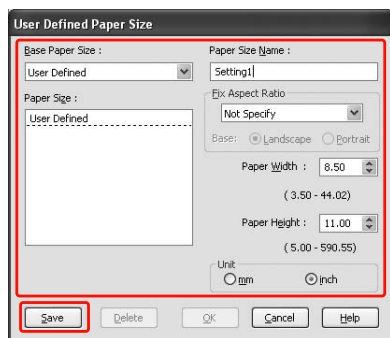 User Defined Paper Size
Base Paper Size :
User Defined
Paper Size :
User Defined
Paper Size Name :
Setting1
Fix Aspect Ratio
Not Specify
Base: Landscape Portrait
Paper Width : 8.50
( 3.50 - 44.02)
Paper Height : 11.00
( 5.00 - 590.55)
Unit
mm inch
Save Delete OK Cancel Help